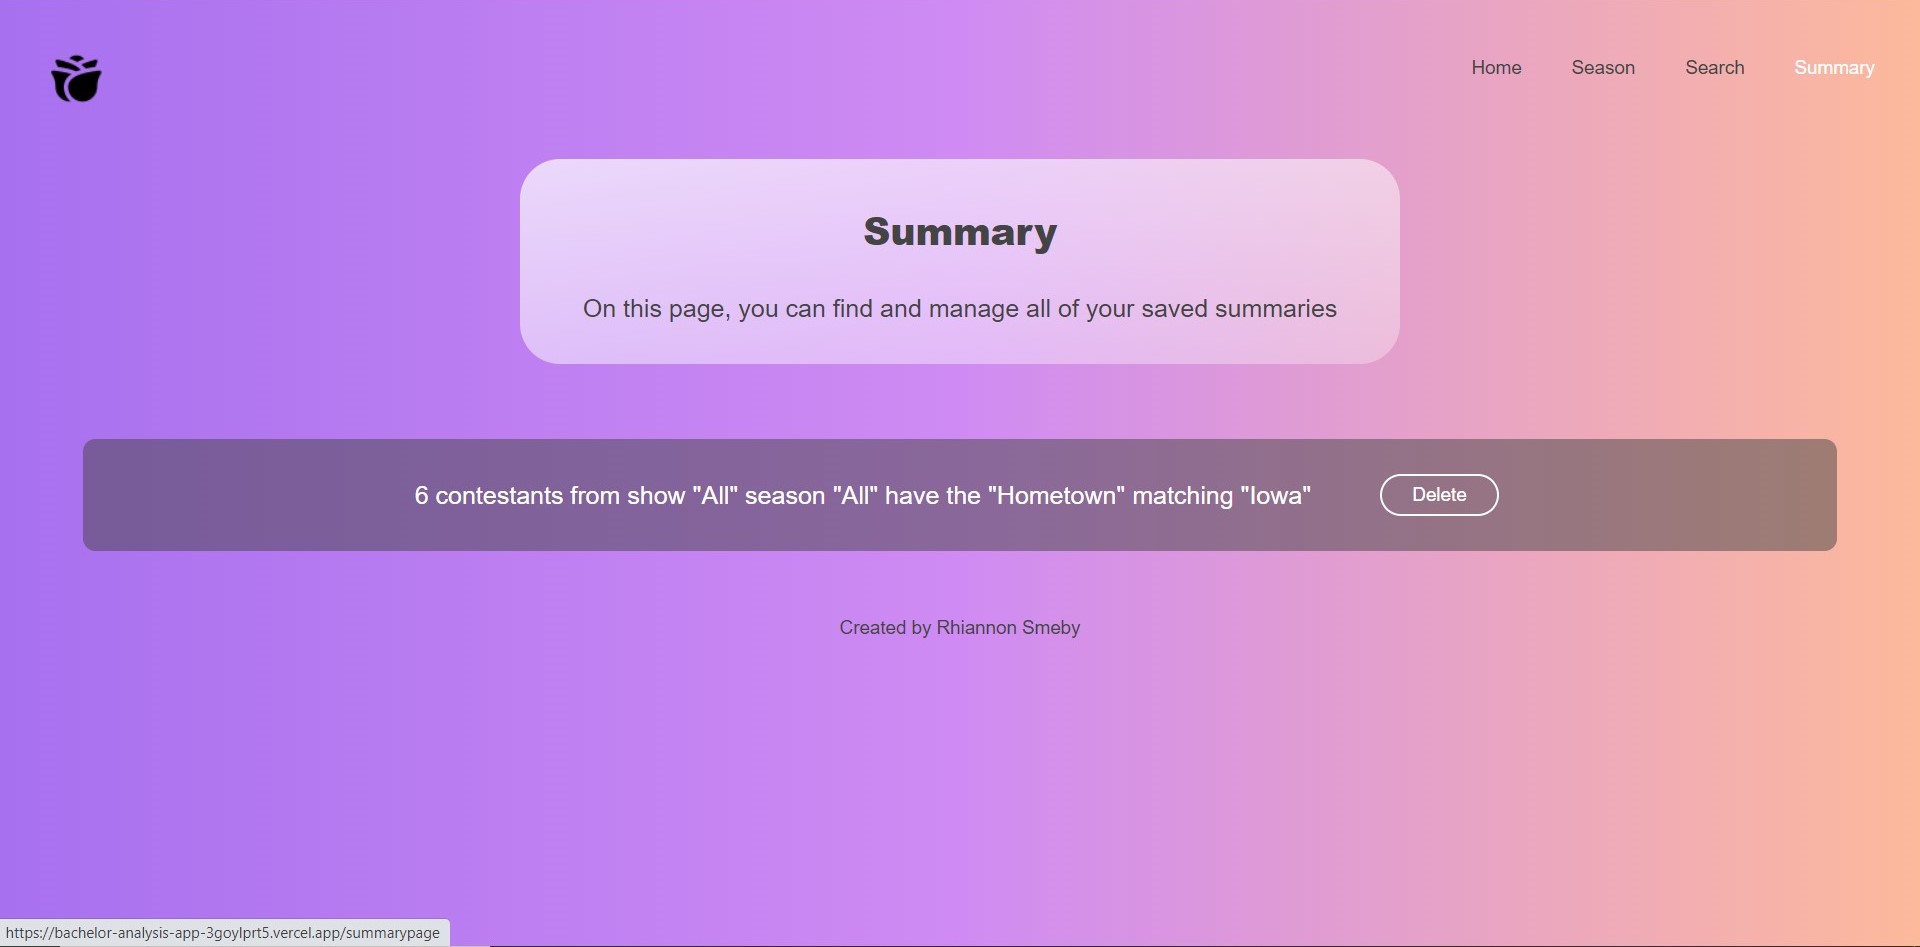 Home Season Search Summary
Summary
On this page, you can find and manage all of your saved summaries
6 contestants from show "All" season "All" have the "Hometown" matching "Iowa" Delete
Created by Rhiannon Smeby
https://bachelor-analysis-app-3goylprt5.vercel.app/summarypage